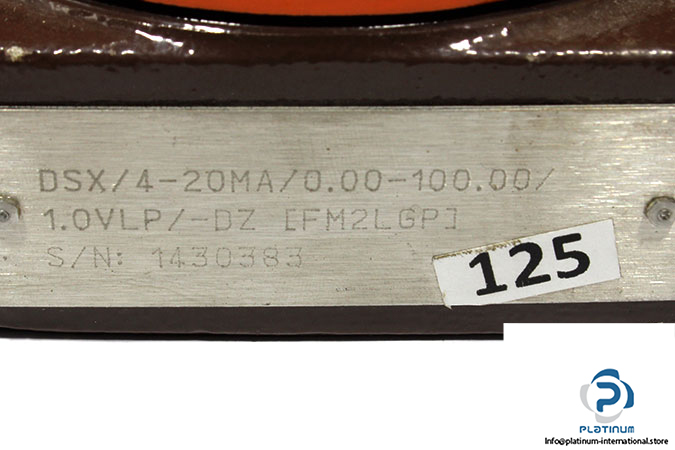 DSX/4-20MA/0.00-100.00/
1.0VLP/-DZ [FM2LGP]
S/N: 1430383
125
PLATINUM
Info@platinum-international.store